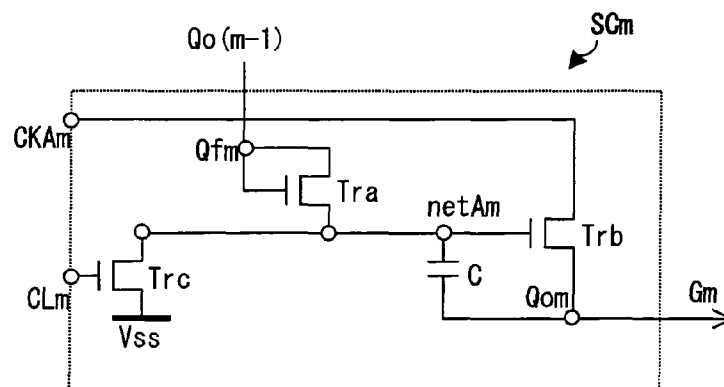 SCm
Qo(m-1)
CKAm
Qfm
Tra
netAm
Trb
CLm
Trc
C
Qom
Gm
Vss